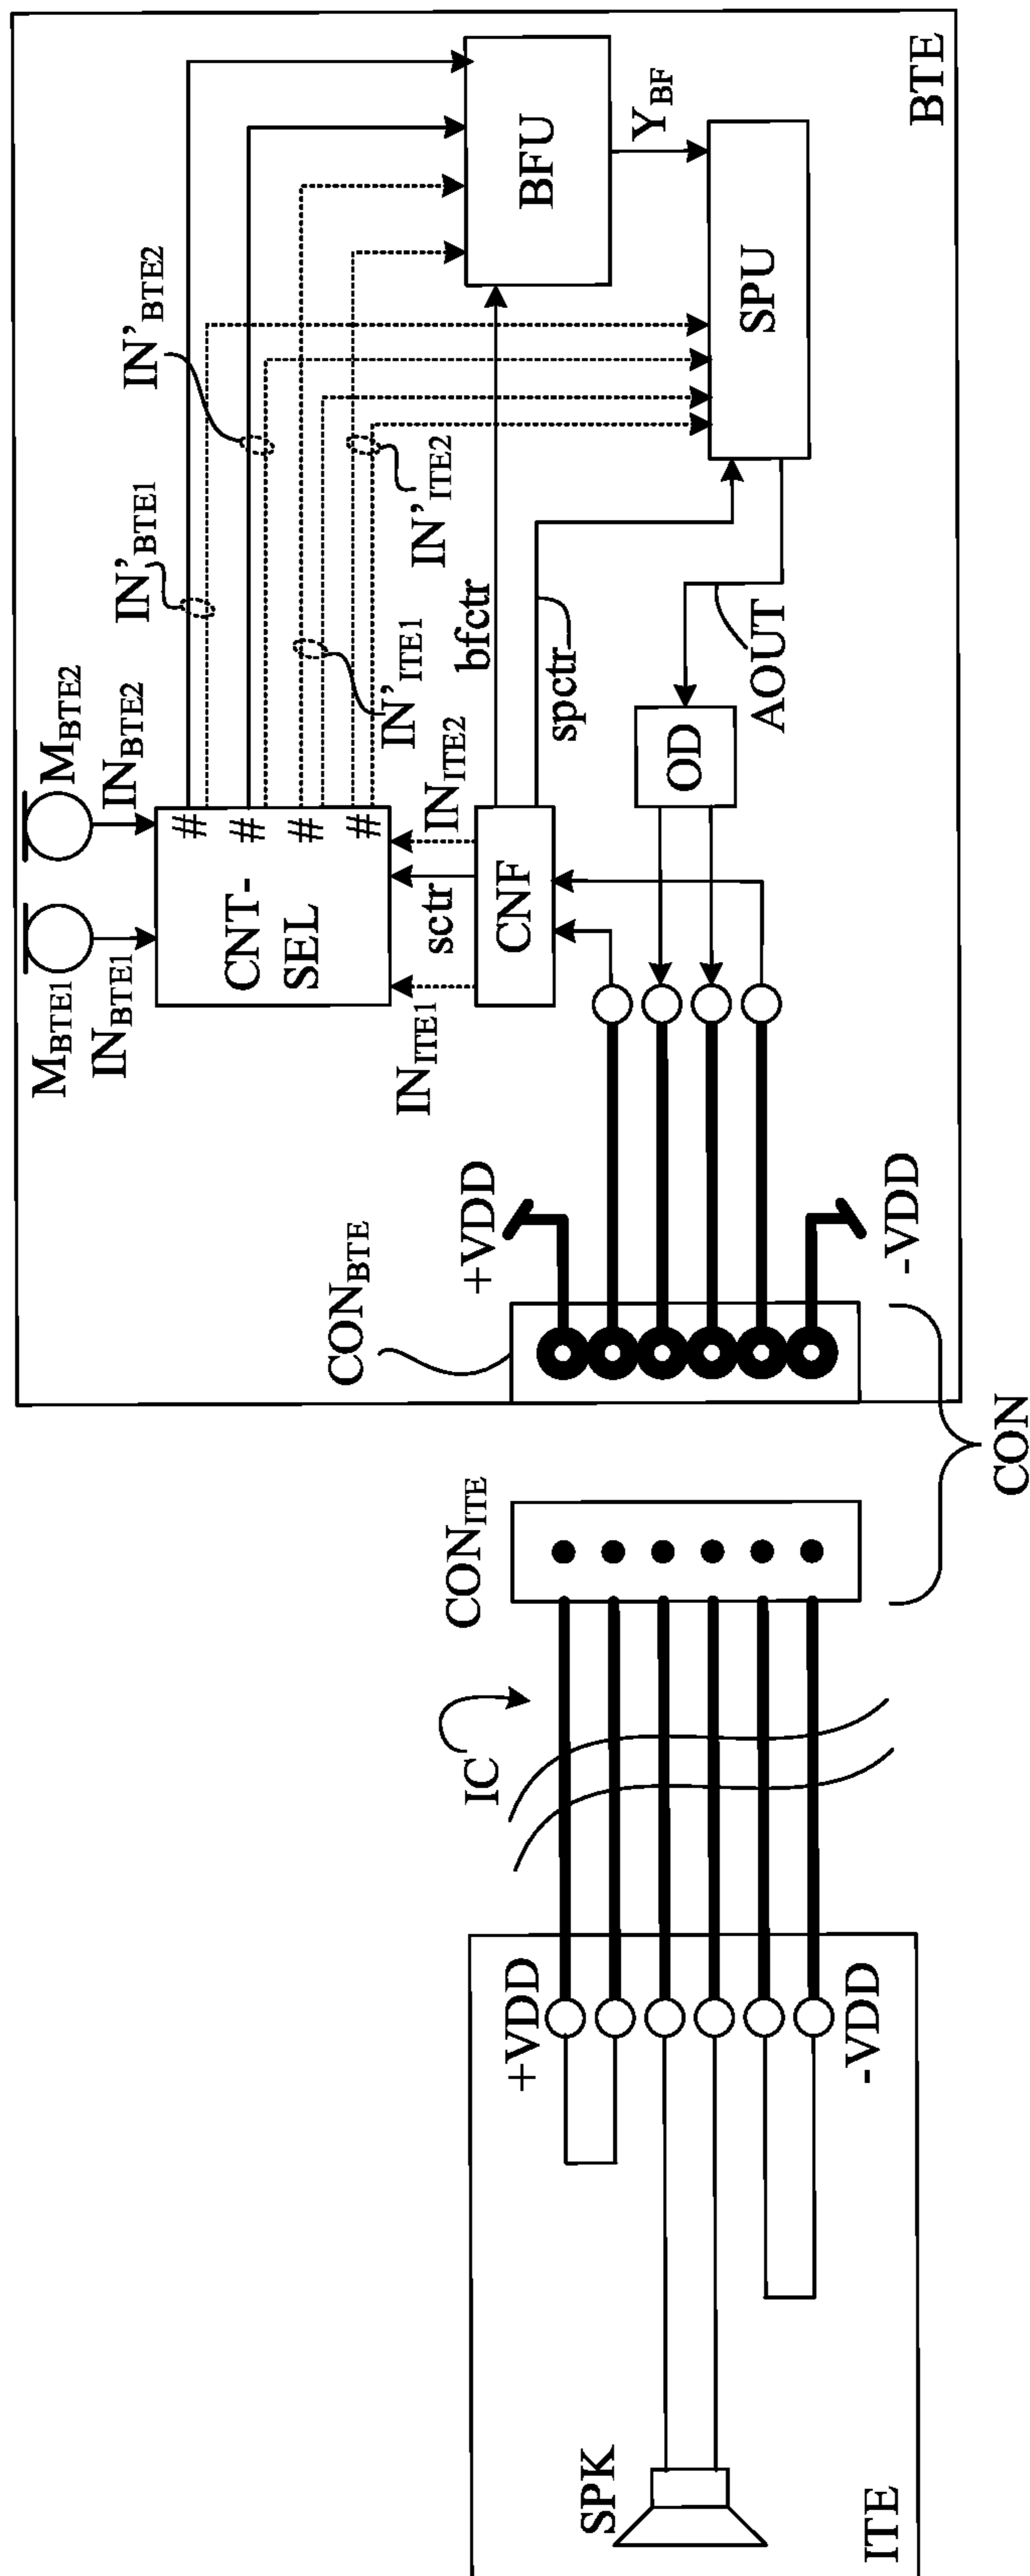 M_BTE1
M_BTE2
IN_BTE1
IN_BTE2
IN'_BTE1
IN'_BTE2
CNT-
SEL
#
#
#
#
IN_ITE1
sctr
IN_ITE2
IN'_ITE1
IN'_ITE2
CNF
bfctr
spctr
BFU
Y_BF
SPU
OD
AOUT
BTE
+VDD
-VDD
CON_BTE
CON_ITE
CON
IC
+VDD
-VDD
SPK
ITE